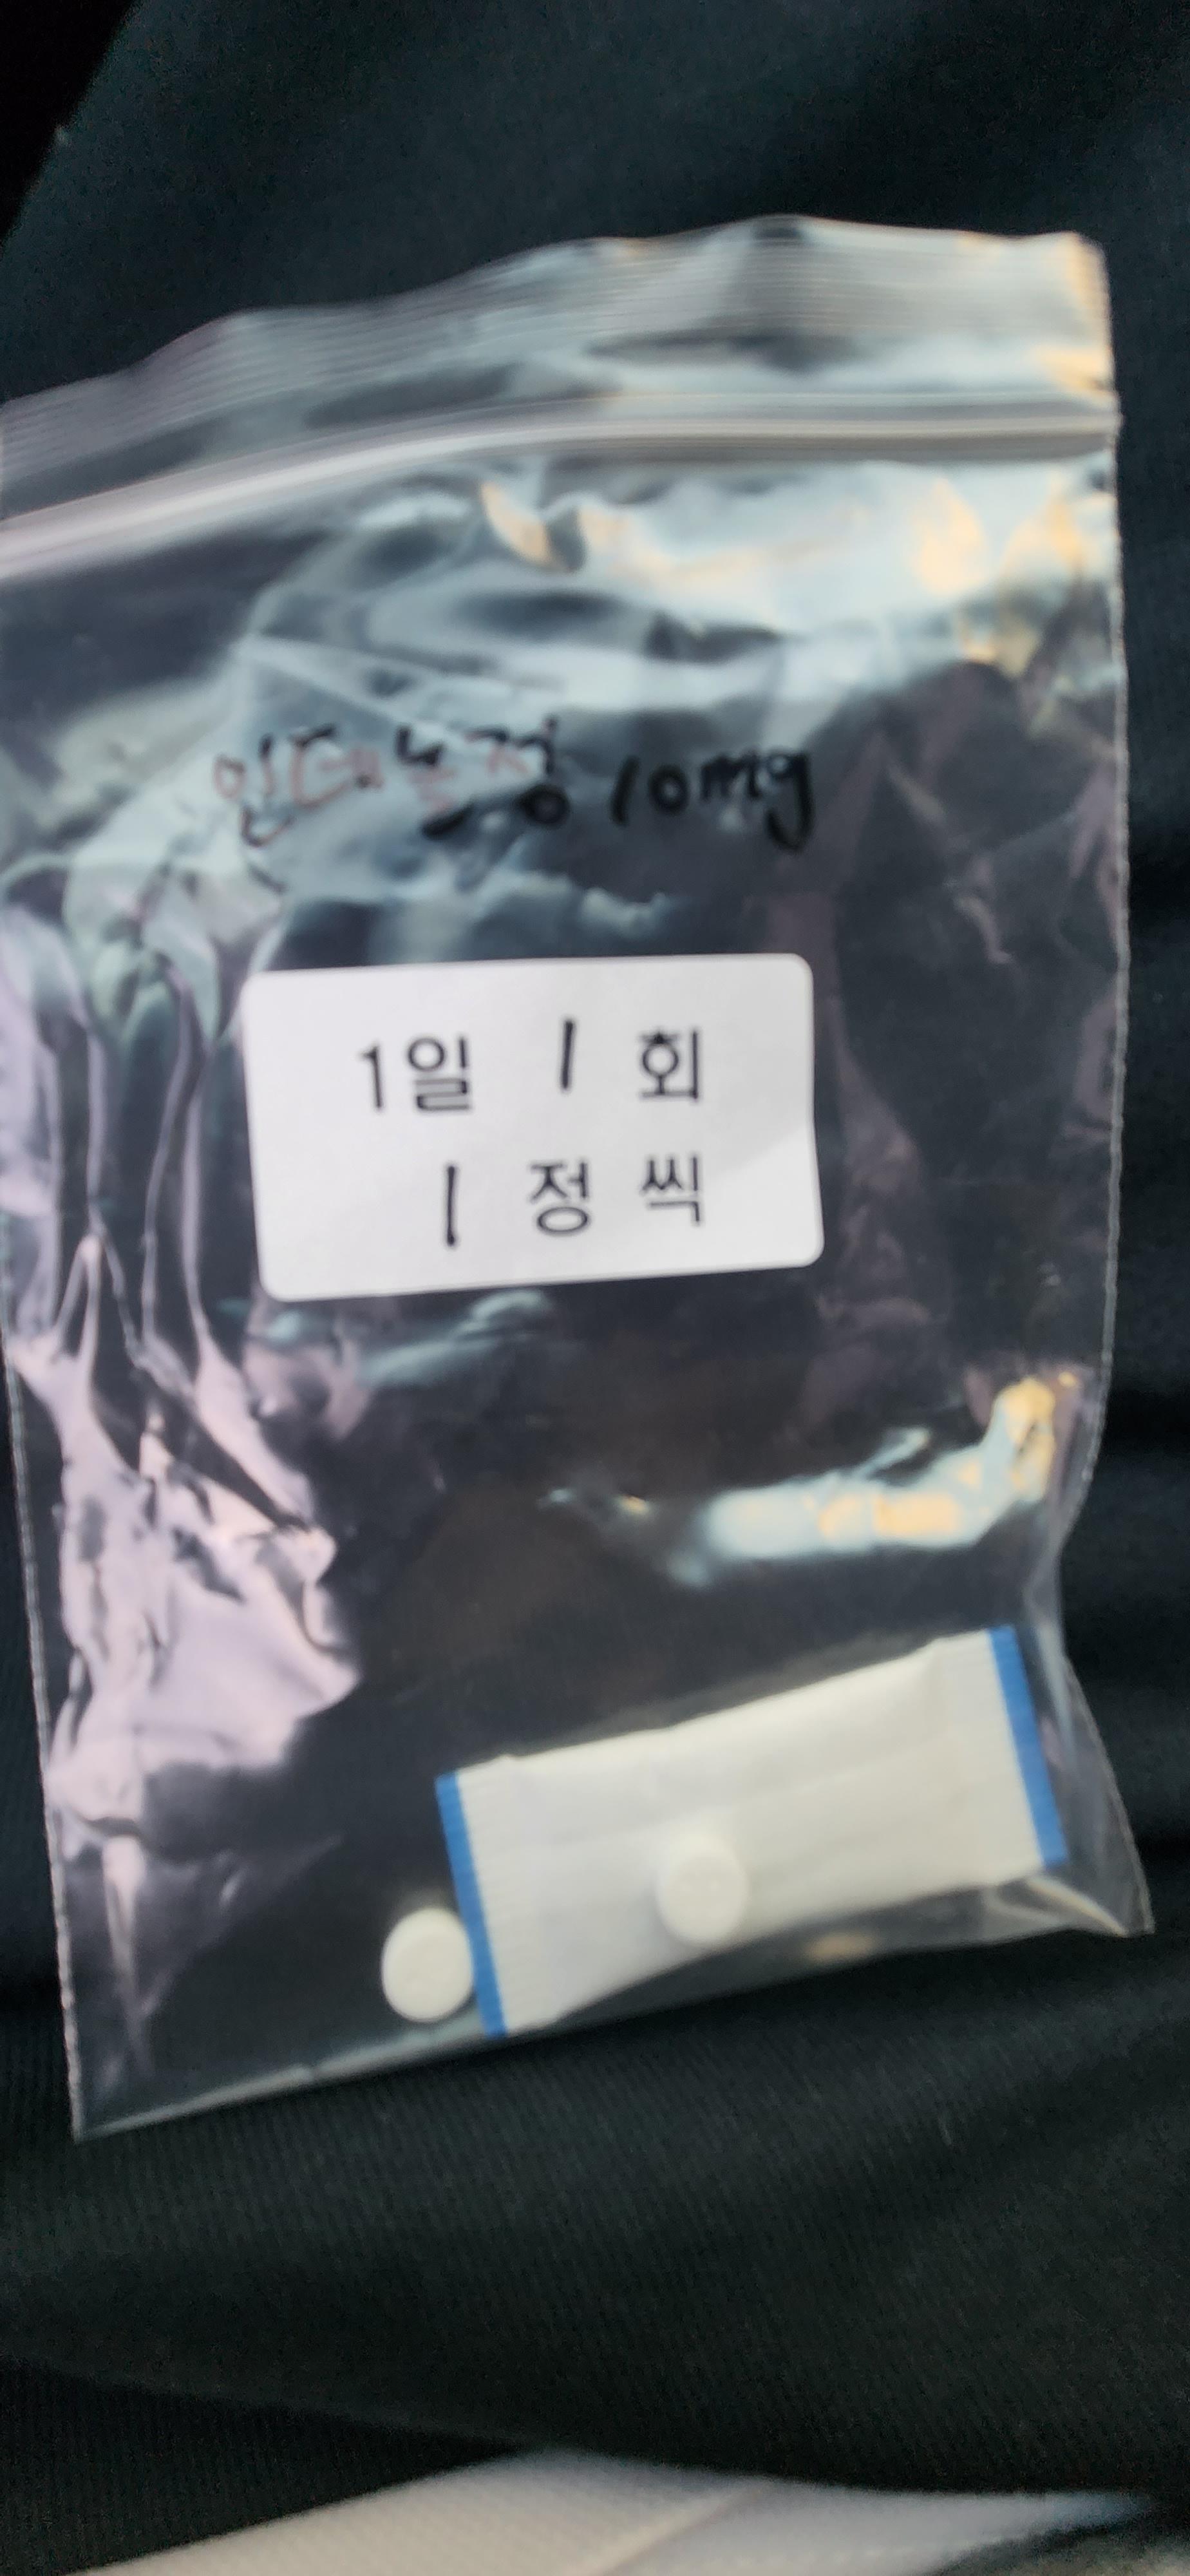 인데놀정 10mg
1일 1 회
1 정 씩